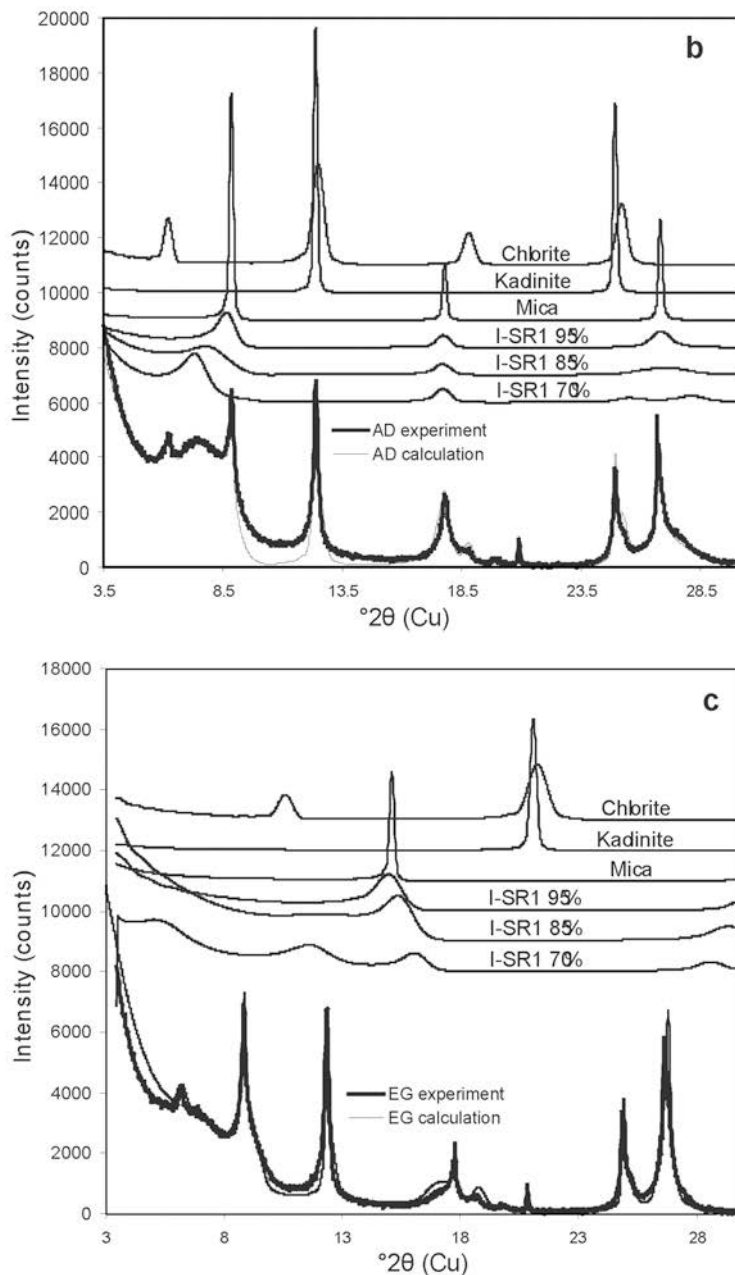 b
20000
18000
16000
14000
12000
10000
8000
6000
4000
2000
0
Intensity (counts)
Chlorite
Kadinite
Mica
I-SR1 95%
I-SR1 85%
I-SR1 70%
AD experiment
AD calculation
3.5 8.5 13.5 18.5 23.5 28.5
°2θ (Cu)
c
18000
16000
14000
12000
10000
8000
6000
4000
2000
0
Intensity (counts)
Chlorite
Kadinite
Mica
I-SR1 95%
I-SR1 85%
I-SR1 70%
EG experiment
EG calculation
3 8 13 18 23 28
°2θ (Cu)